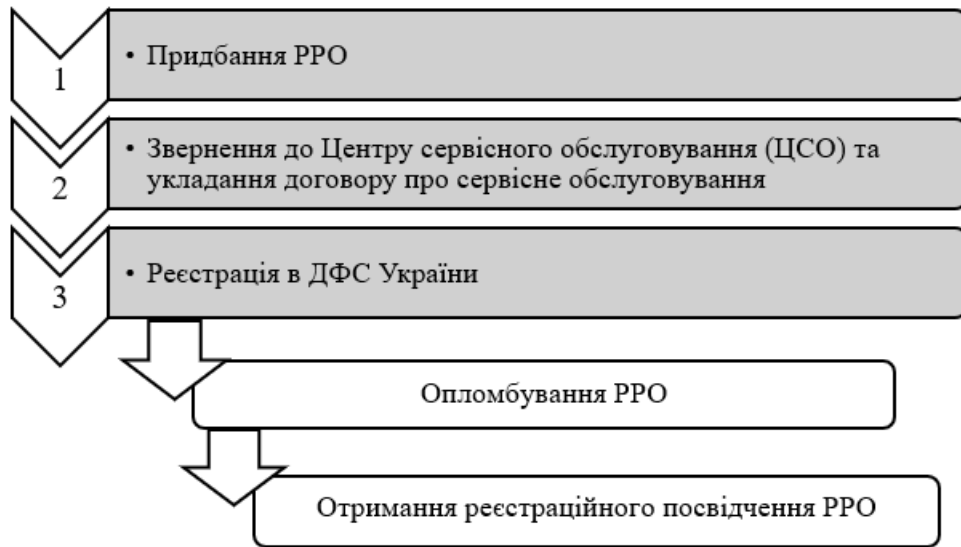 1
• Придбання РРО
2
• Звернення до Центру сервісного обслуговування (ЦСО) та
укладання договору про сервісне обслуговування
3
• Реєстрація в ДФС України
Опломбування РРО
Отримання реєстраційного посвідчення РРО